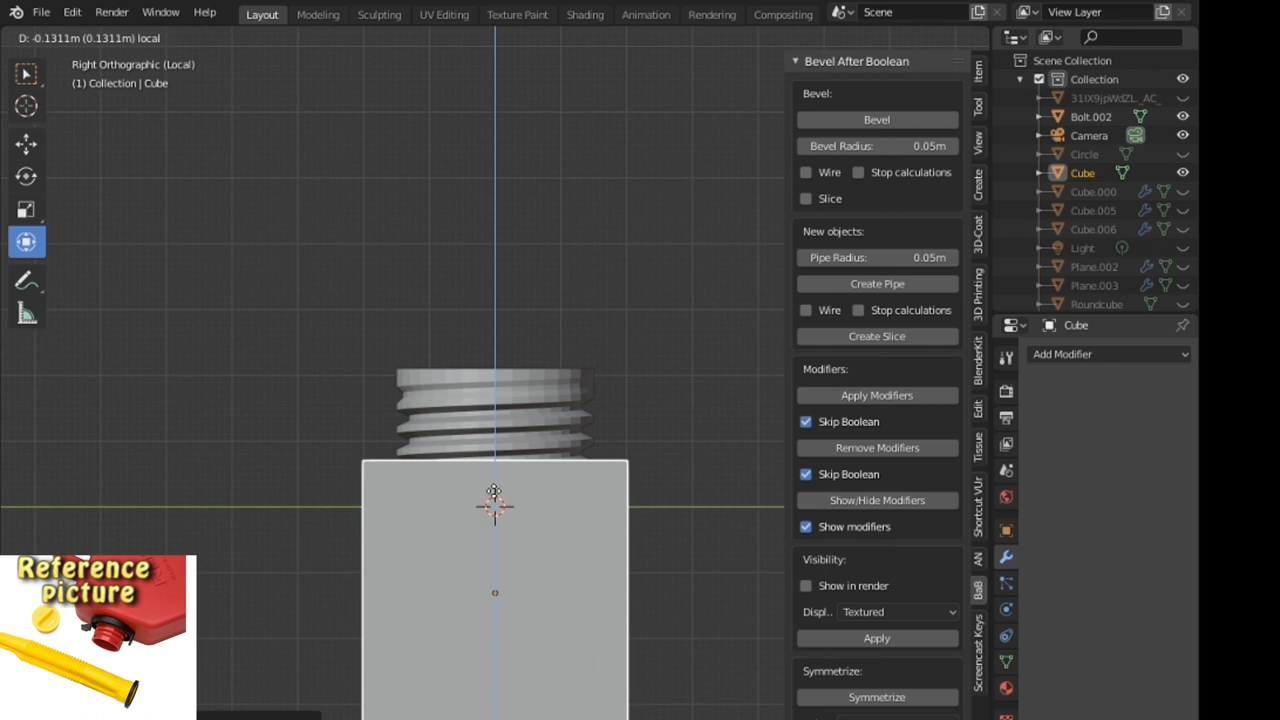 File Edit Render Window Help Layout Modeling Sculpting UV Editing Texture Paint Shading Animation Rendering Compositing Scene View Layer
D: -0.1311m (0.1311m) local
Right Orthographic (Local)
(1) Collection | Cube
Bevel After Boolean
Bevel:
Bevel
Bevel Radius: 0.05m
Wire Stop calculations
Slice
New objects:
Pipe Radius: 0.05m
Create Pipe
Wire Stop calculations
Create Slice
Modifiers:
Apply Modifiers
Skip Boolean
Remove Modifiers
Skip Boolean
Show/Hide Modifiers
Show modifiers
Visibility:
Show in render
Displ.. Textured
Apply
Symmetrize:
Symmetrize
Item
Tool
View
Create
3D-Coat
3D Printing
BlenderKit
Edit
Tissue
Shortcut VUr
AN
BaB
Screencast Keys
Scene Collection
Collection
31IX9jpWdZL._AC_
Bolt.002
Camera
Circle
Cube
Cube.000
Cube.005
Cube.006
Light
Plane.002
Plane.003
Roundcube
Cube
Add Modifier
Reference
picture